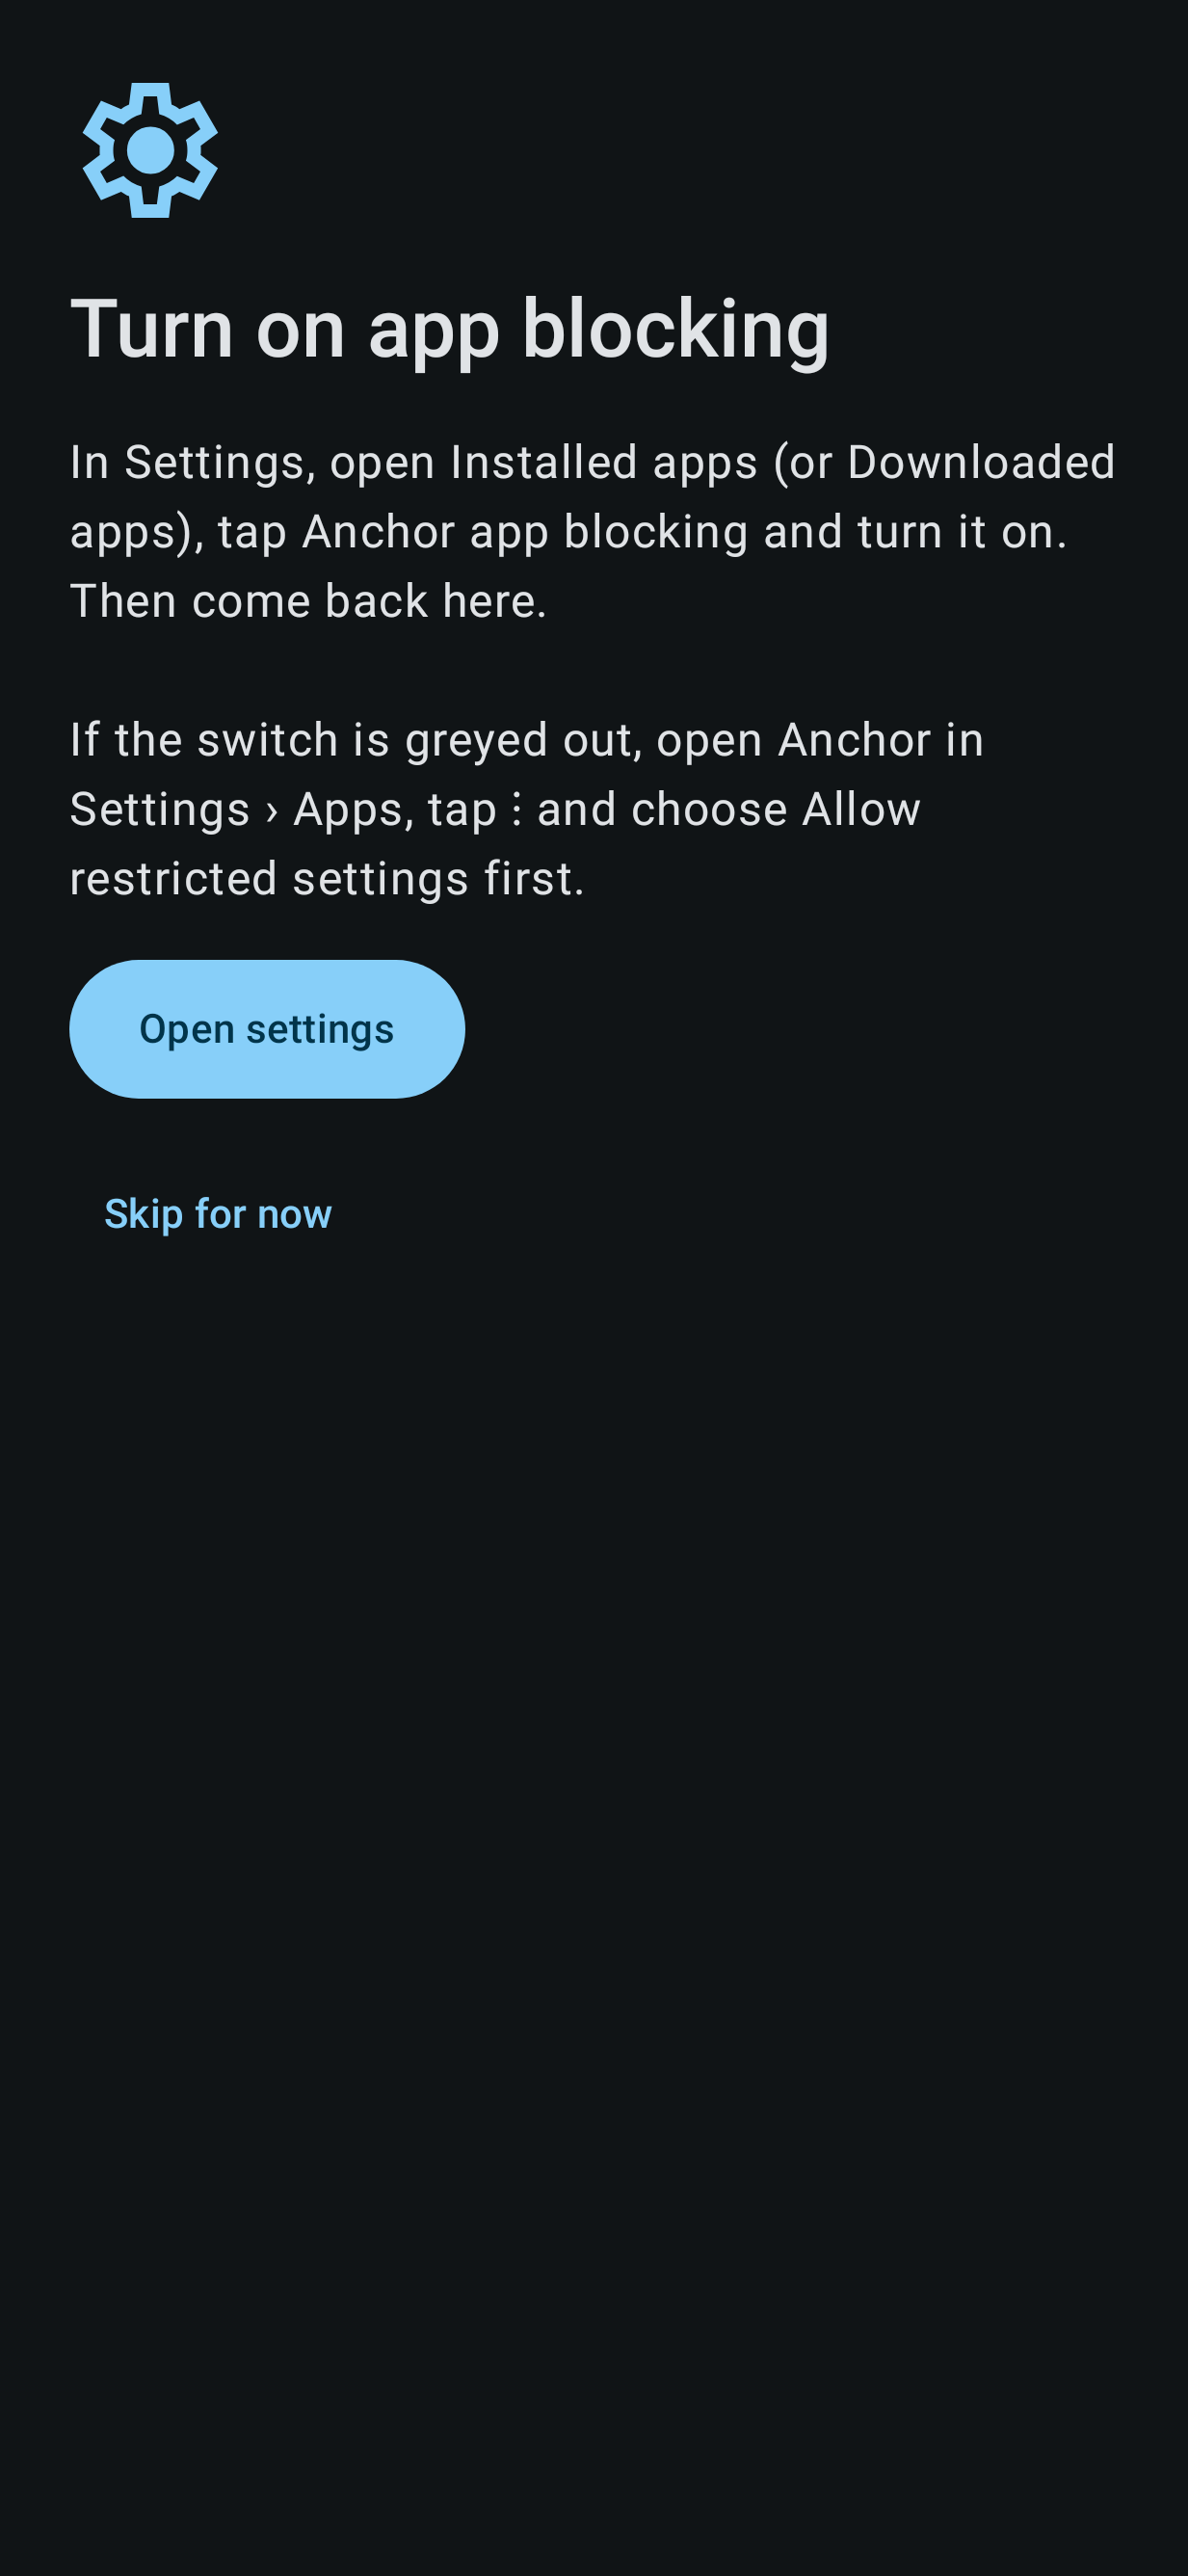 Turn on app blocking
In Settings, open Installed apps (or Downloaded
apps), tap Anchor app blocking and turn it on.
Then come back here.
If the switch is greyed out, open Anchor in
Settings › Apps, tap ⋮ and choose Allow
restricted settings first.
Open settings
Skip for now